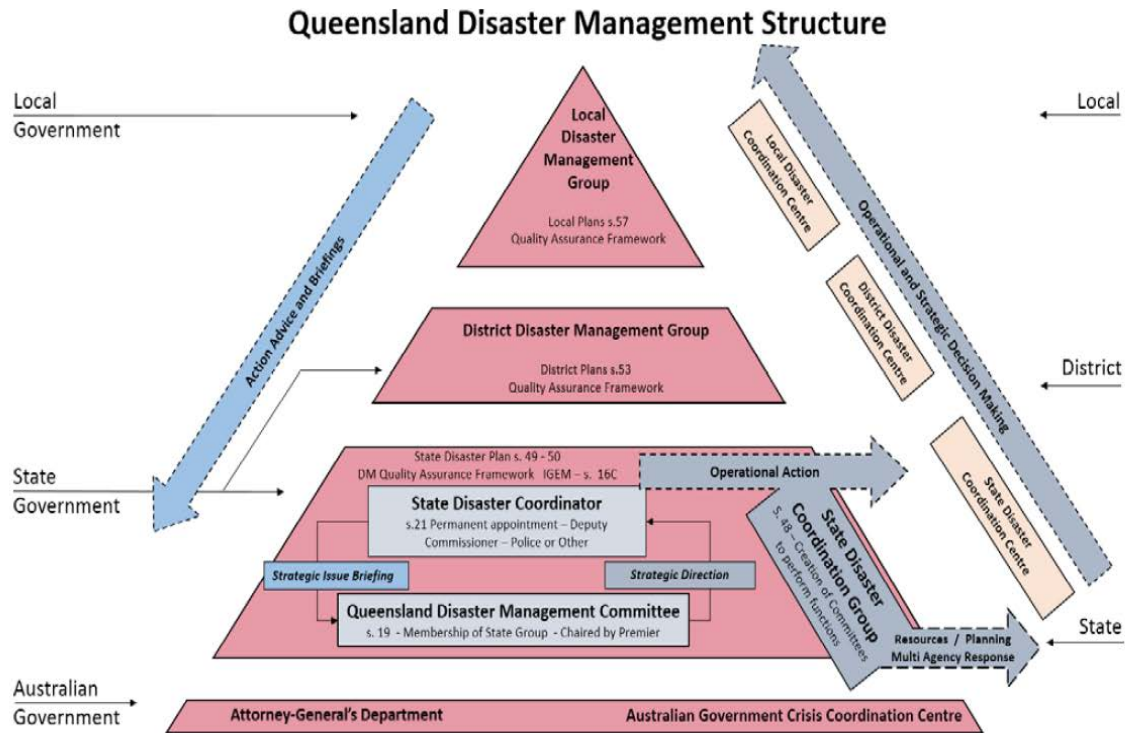 Queensland Disaster Management Structure
Local
Government
Local
Local
Disaster
Management
Group
Local Plans s.57
Quality Assurance Framework
Action Advice and Briefings
Local Disaster
Coordination Centre
Operational and Strategic Decision Making
District Disaster Management Group
District Plans s.53
Quality Assurance Framework
District Disaster
Coordination Centre
District
State
Government
State Disaster Plan s. 49 - 50
DM Quality Assurance Framework IGEM – s. 16C
Operational Action
State Disaster
Coordination Centre
State Disaster Coordinator
s.21 Permanent appointment – Deputy
Commissioner – Police or Other
Strategic Issue Briefing
Strategic Direction
Queensland Disaster Management Committee
s. 19 - Membership of State Group - Chaired by Premier
State Disaster
Coordination Group
S. 48 – Creation of Committees
to perform functions
Resources / Planning
Multi Agency Response
State
Australian
Government
Attorney-General's Department
Australian Government Crisis Coordination Centre